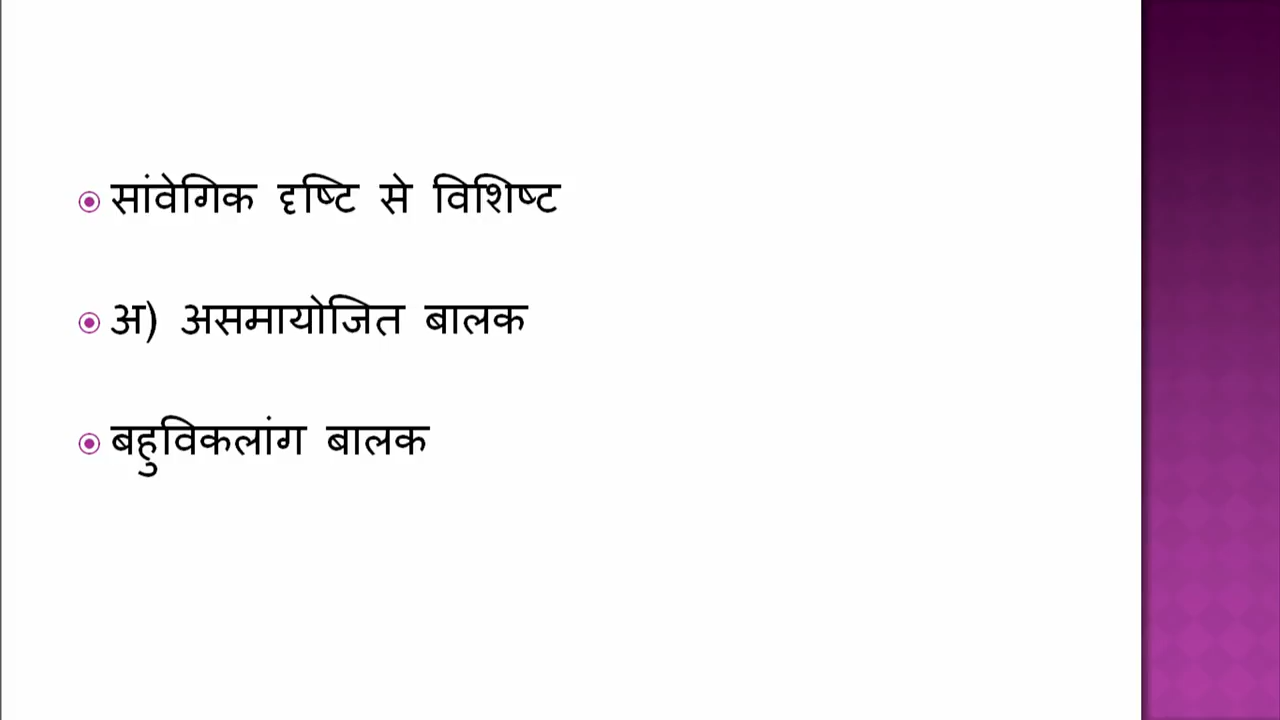 सांवेगिक दृष्टि से विशिष्ट
अ) असमायोजित बालक
बहुविकलांग बालक